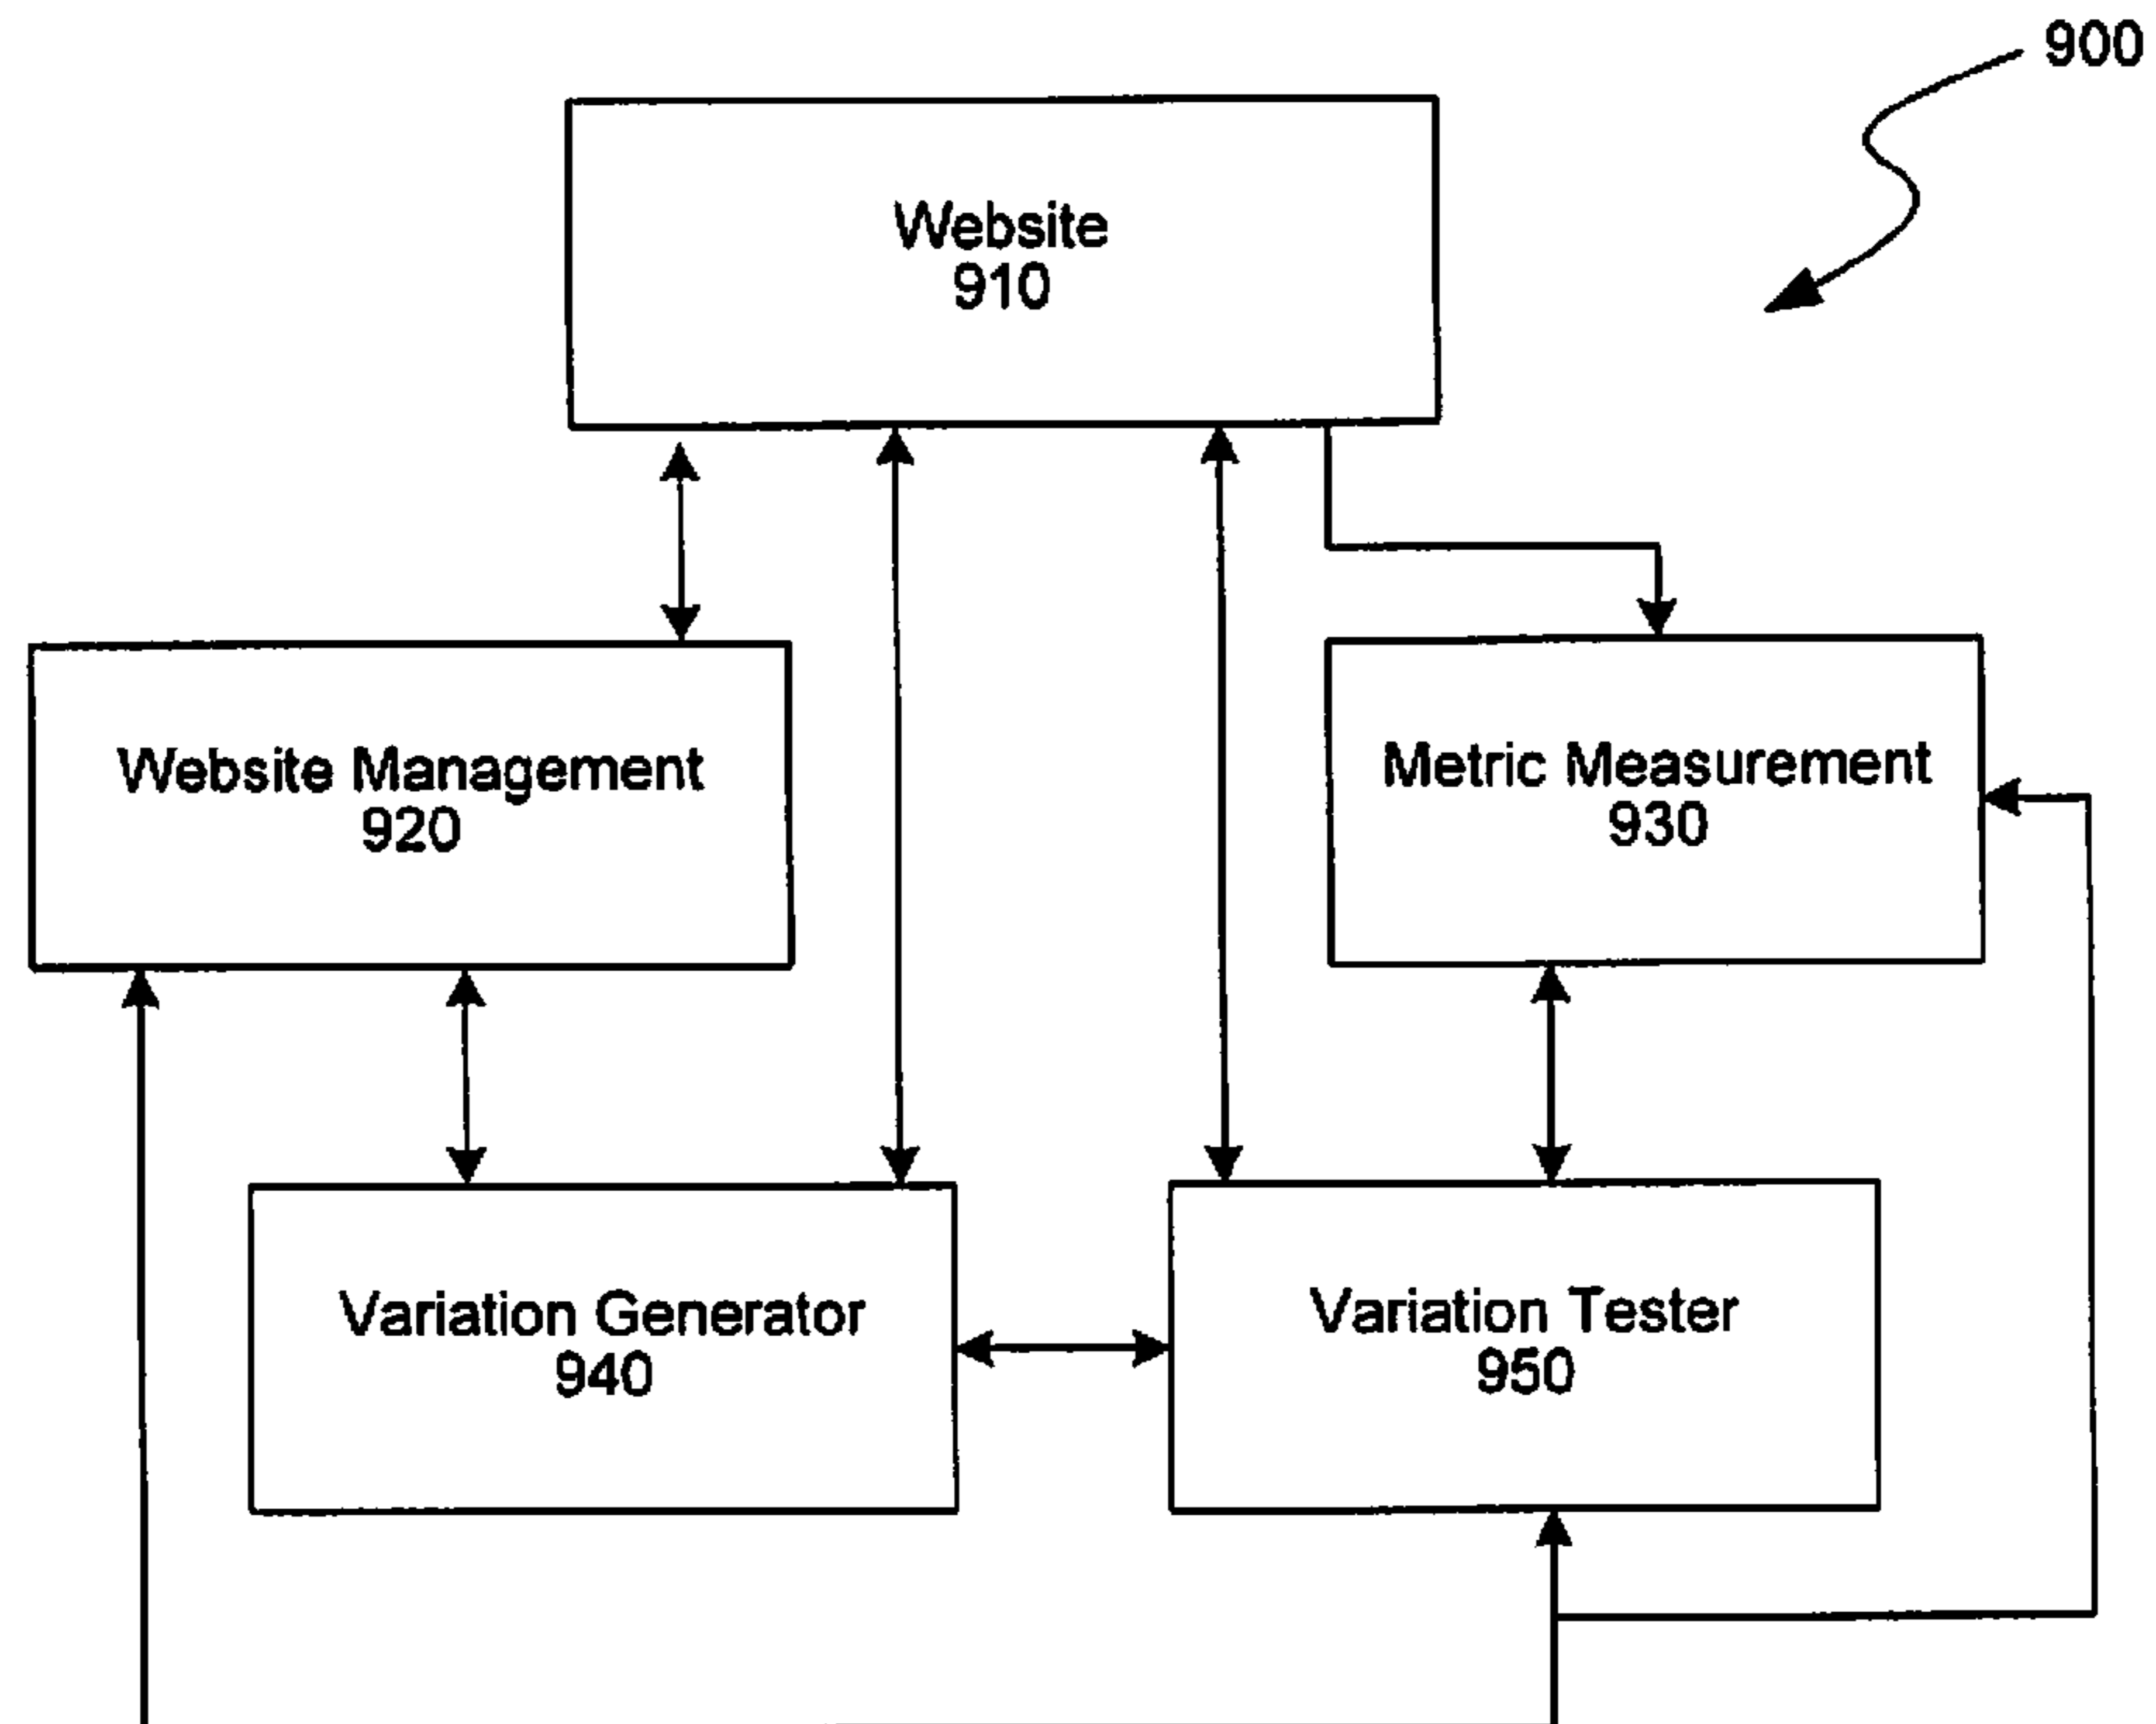 900
Website
910
Website Management
920
Metric Measurement
930
Variation Generator
940
Variation Tester
950